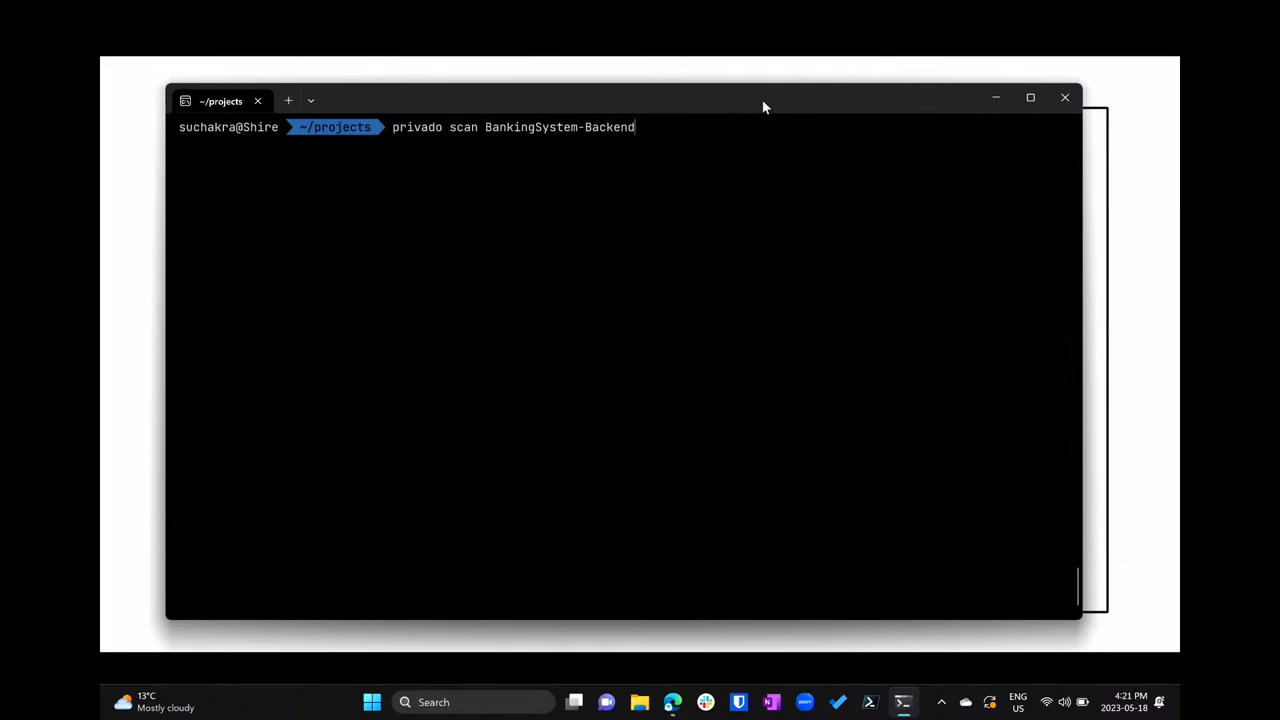 ~/projects
suchakra@Shire ~/projects privado scan BankingSystem-Backend
13°C
Mostly cloudy
Search
zoom
ENG
US
4:21 PM
2023-05-18